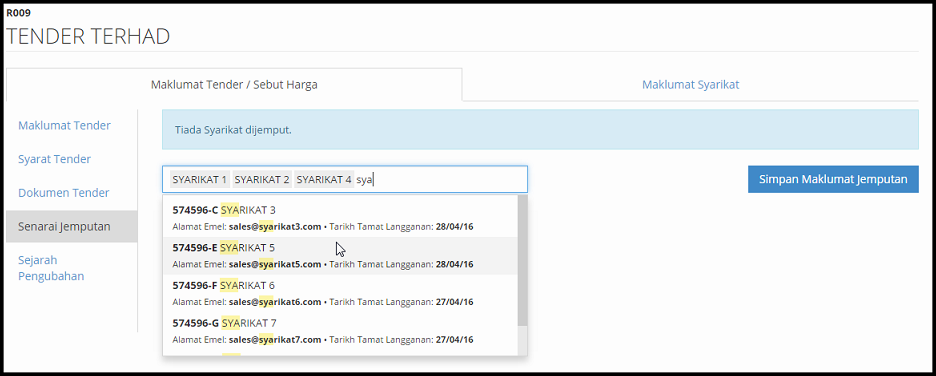 R009
TENDER TERHAD
Maklumat Tender / Sebut Harga
Maklumat Syarikat
Maklumat Tender
Syarat Tender
Dokumen Tender
Senarai Jemputan
Sejarah
Pengubahan
Tiada Syarikat dijemput.
SYARIKAT 1 SYARIKAT 2 SYARIKAT 4 sya
Simpan Maklumat Jemputan
574596-C SYARIKAT 3
Alamat Emel: sales@syarikat3.com • Tarikh Tamat Langganan: 28/04/16
574596-E SYARIKAT 5
Alamat Emel: sales@syarikat5.com • Tarikh Tamat Langganan: 28/04/16
574596-F SYARIKAT 6
Alamat Emel: sales@syarikat6.com • Tarikh Tamat Langganan: 27/04/16
574596-G SYARIKAT 7
Alamat Emel: sales@syarikat7.com • Tarikh Tamat Langganan: 27/04/16